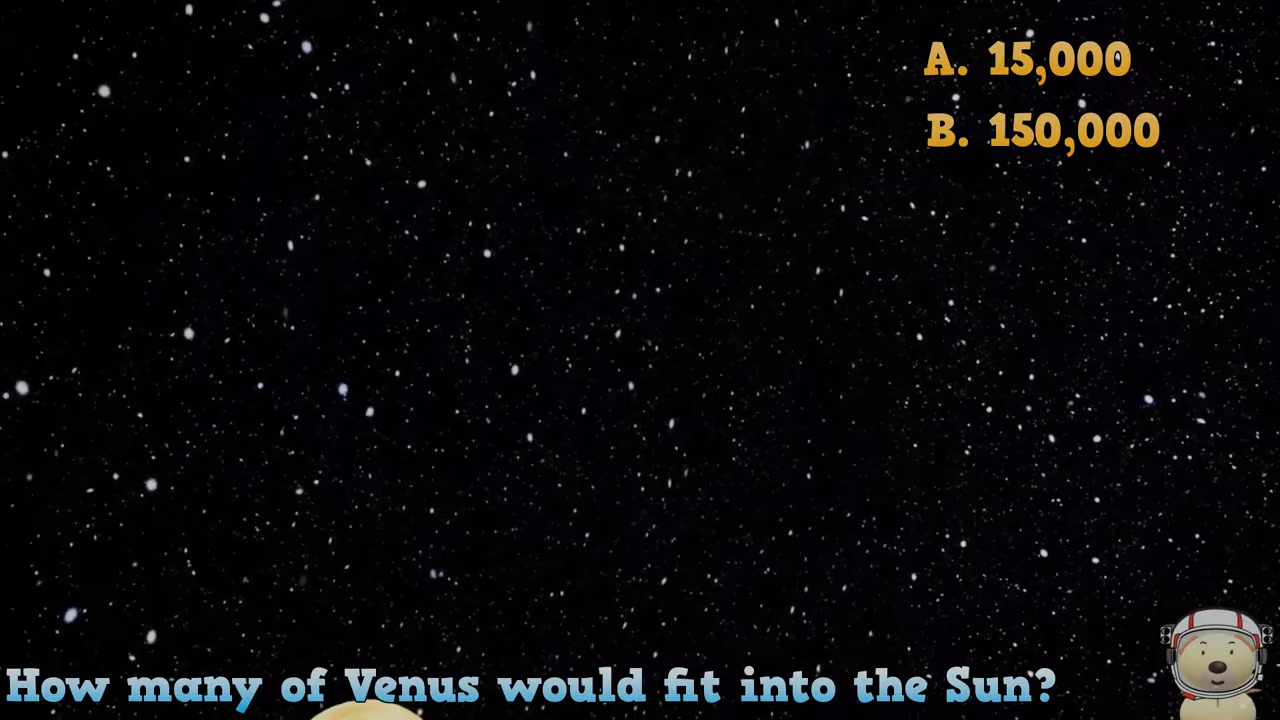 A. 15,000
B. 150,000
How many of Venus would fit into the Sun?